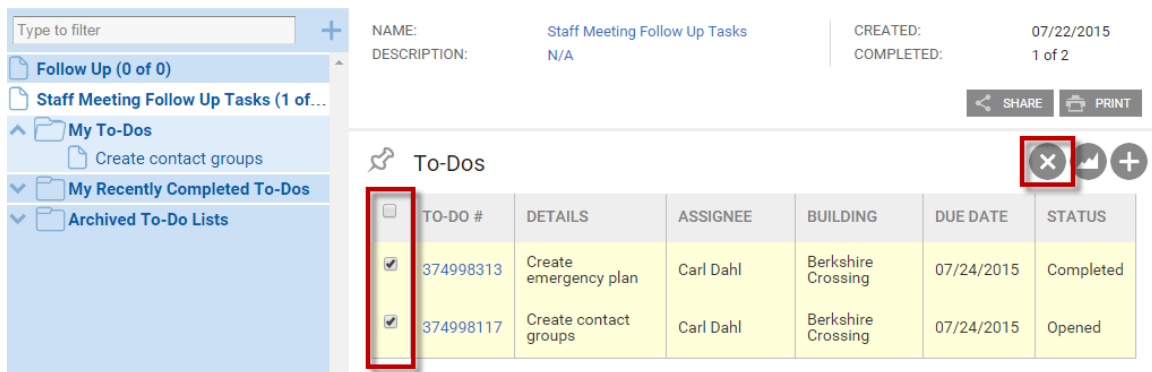 Type to filter
Follow Up (0 of 0)
Staff Meeting Follow Up Tasks (1 of...
My To-Dos
Create contact groups
My Recently Completed To-Dos
Archived To-Do Lists
NAME: Staff Meeting Follow Up Tasks CREATED: 07/22/2015
DESCRIPTION: N/A COMPLETED: 1 of 2
SHARE PRINT
To-Dos
TO-DO # DETAILS ASSIGNEE BUILDING DUE DATE STATUS
374998313 Create emergency plan Carl Dahl Berkshire Crossing 07/24/2015 Completed
374998117 Create contact groups Carl Dahl Berkshire Crossing 07/24/2015 Opened